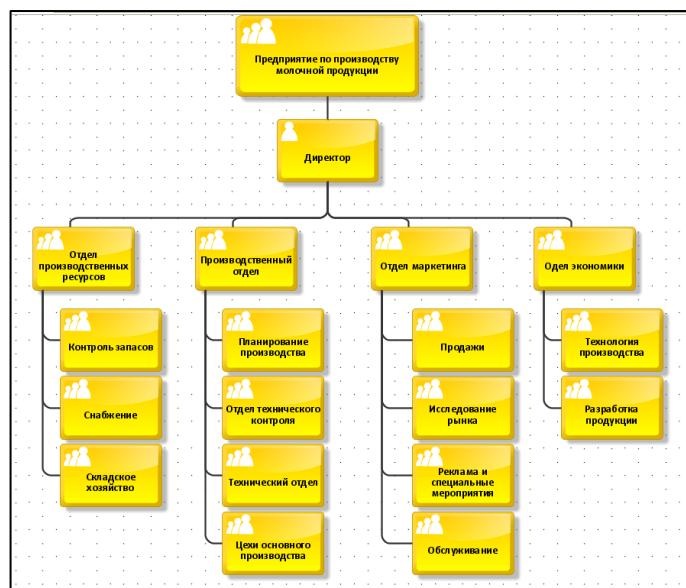 Предприятие по производству
молочной продукции
Директор
Отдел
производственных
ресурсов
Производственный
отдел
Отдел маркетинга
Одел экономики
Контроль запасов
Планирование
производства
Продажи
Технология
производства
Снабжение
Отдел технического
контроля
Исследование
рынка
Разработка
продукции
Складское
хозяйство
Технический отдел
Реклама и
специальные
мероприятия
Цехи основного
производства
Обслуживание